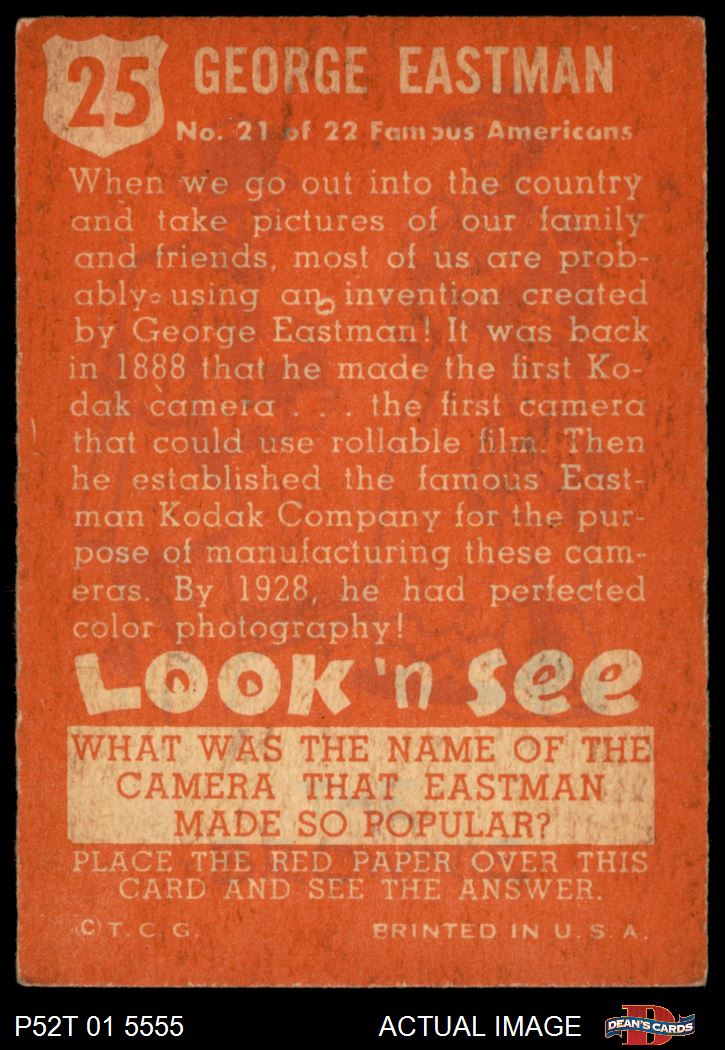 25
GEORGE EASTMAN
No. 21 of 22 Famous Americans
When we go out into the country
and take pictures of our family
and friends, most of us are prob-
ably using an invention created
by George Eastman! It was back
in 1888 that he made the first Ko-
dak camera . . . the first camera
that could use rollable film. Then
he established the famous East-
man Kodak Company for the pur-
pose of manufacturing these cam-
eras. By 1928, he had perfected
color photography!
LOOK 'n SEE
WHAT WAS THE NAME OF THE
CAMERA THAT EASTMAN
MADE SO POPULAR?
PLACE THE RED PAPER OVER THIS
CARD AND SEE THE ANSWER.
© T. C. G. PRINTED IN U. S. A.
P52T 01 5555 ACTUAL IMAGE D DEAN'S CARDS